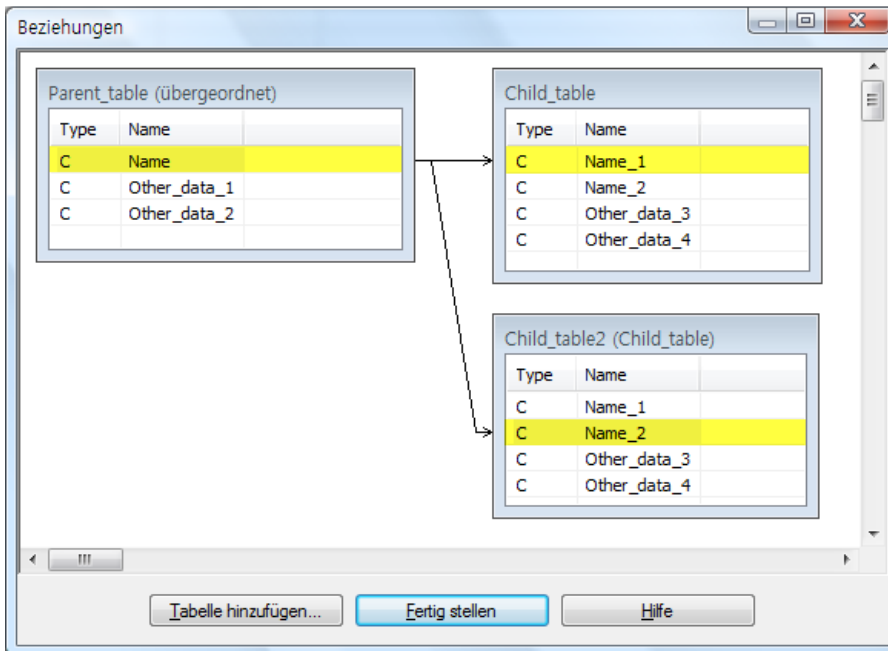 Beziehungen
Parent_table (übergeordnet)
Type Name
C Name
C Other_data_1
C Other_data_2
Child_table
Type Name
C Name_1
C Name_2
C Other_data_3
C Other_data_4
Child_table2 (Child_table)
Type Name
C Name_1
C Name_2
C Other_data_3
C Other_data_4
Tabelle hinzufügen... Fertig stellen Hilfe